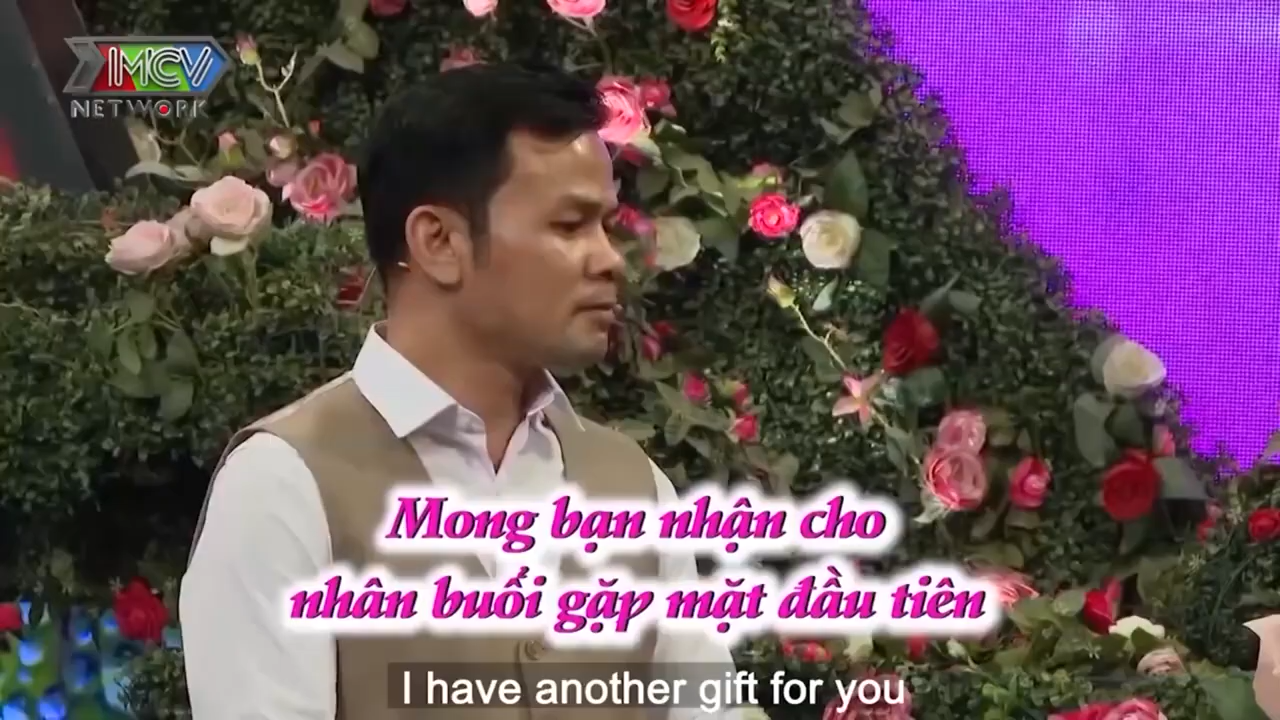 MCV
NETWORK
Mong bạn nhận cho
nhân buổi gặp mặt đầu tiên
I have another gift for you